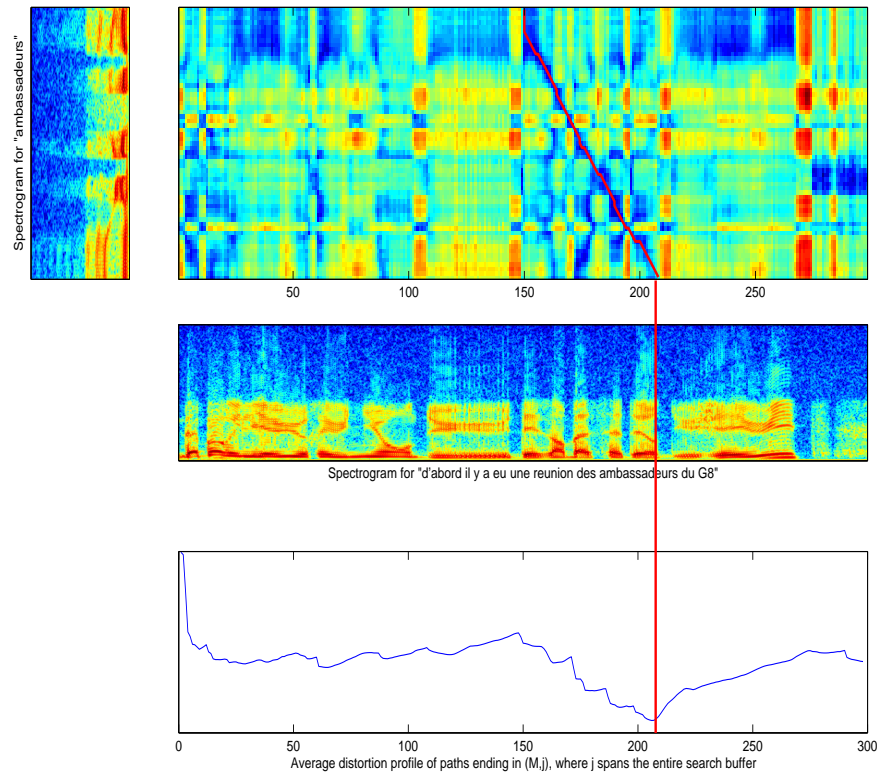 Spectrogram for "ambassadeurs"
50 100 150 200 250
Spectrogram for "d'abord il y a eu une reunion des ambassadeurs du G8"
0 50 100 150 200 250 300
Average distortion profile of paths ending in (M,j), where j spans the entire search buffer